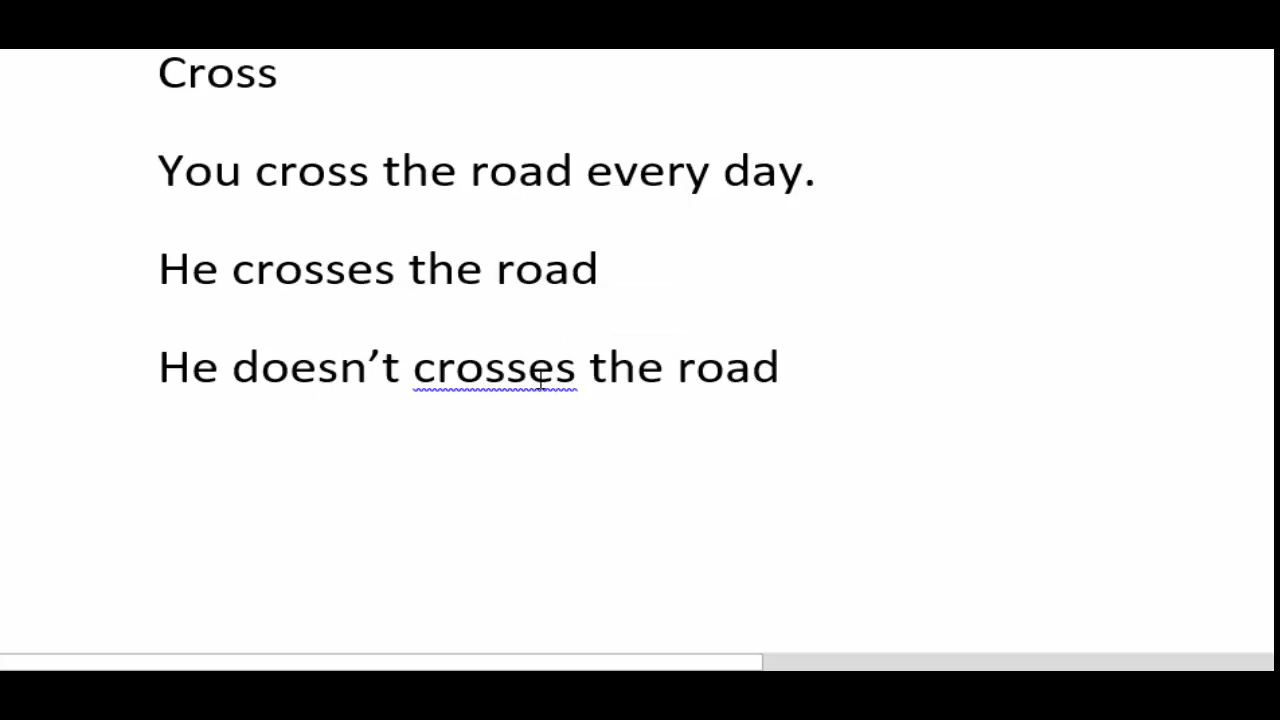 Cross
You cross the road every day.
He crosses the road
He doesn’t crosses the road